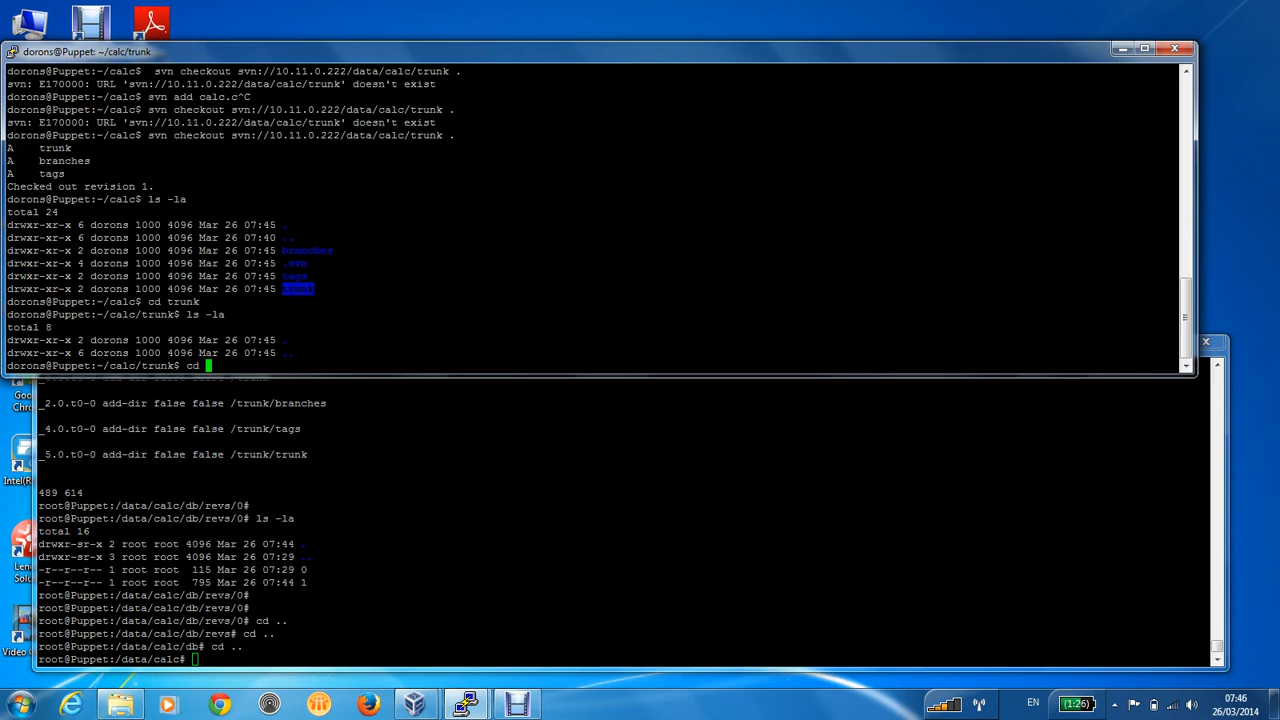 dorons@Puppet: ~/calc/trunk
dorons@Puppet:~/calc$  svn checkout svn://10.11.0.222/data/calc/trunk .
svn: E170000: URL 'svn://10.11.0.222/data/calc/trunk' doesn't exist
dorons@Puppet:~/calc$ svn add calc.c^C
dorons@Puppet:~/calc$ svn checkout svn://10.11.0.222/data/calc/trunk .
svn: E170000: URL 'svn://10.11.0.222/data/calc/trunk' doesn't exist
dorons@Puppet:~/calc$ svn checkout svn://10.11.0.222/data/calc/trunk .
A    trunk
A    branches
A    tags
Checked out revision 1.
dorons@Puppet:~/calc$ ls -la
total 24
drwxr-xr-x 6 dorons 1000 4096 Mar 26 07:45 .
drwxr-xr-x 6 dorons 1000 4096 Mar 26 07:40 ..
drwxr-xr-x 2 dorons 1000 4096 Mar 26 07:45 branches
drwxr-xr-x 4 dorons 1000 4096 Mar 26 07:45 .svn
drwxr-xr-x 2 dorons 1000 4096 Mar 26 07:45 tags
drwxr-xr-x 2 dorons 1000 4096 Mar 26 07:45 trunk
dorons@Puppet:~/calc$ cd trunk
dorons@Puppet:~/calc/trunk$ ls -la
total 8
drwxr-xr-x 2 dorons 1000 4096 Mar 26 07:45 .
drwxr-xr-x 6 dorons 1000 4096 Mar 26 07:45 ..
dorons@Puppet:~/calc/trunk$ cd
_2.0.t0-0 add-dir false false /trunk/branches
_4.0.t0-0 add-dir false false /trunk/tags
_5.0.t0-0 add-dir false false /trunk/trunk
489 614
root@Puppet:/data/calc/db/revs/0#
root@Puppet:/data/calc/db/revs/0# ls -la
total 16
drwxr-sr-x 2 root root 4096 Mar 26 07:44 .
drwxr-sr-x 3 root root 4096 Mar 26 07:29 ..
-r--r--r-- 1 root root  115 Mar 26 07:29 0
-r--r--r-- 1 root root  795 Mar 26 07:44 1
root@Puppet:/data/calc/db/revs/0#
root@Puppet:/data/calc/db/revs/0#
root@Puppet:/data/calc/db/revs/0# cd ..
root@Puppet:/data/calc/db/revs# cd ..
root@Puppet:/data/calc/db# cd ..
root@Puppet:/data/calc#
Goo
Chr
Intel(R
Len
Solu
Video C
EN
(1:26)
07:46
26/03/2014